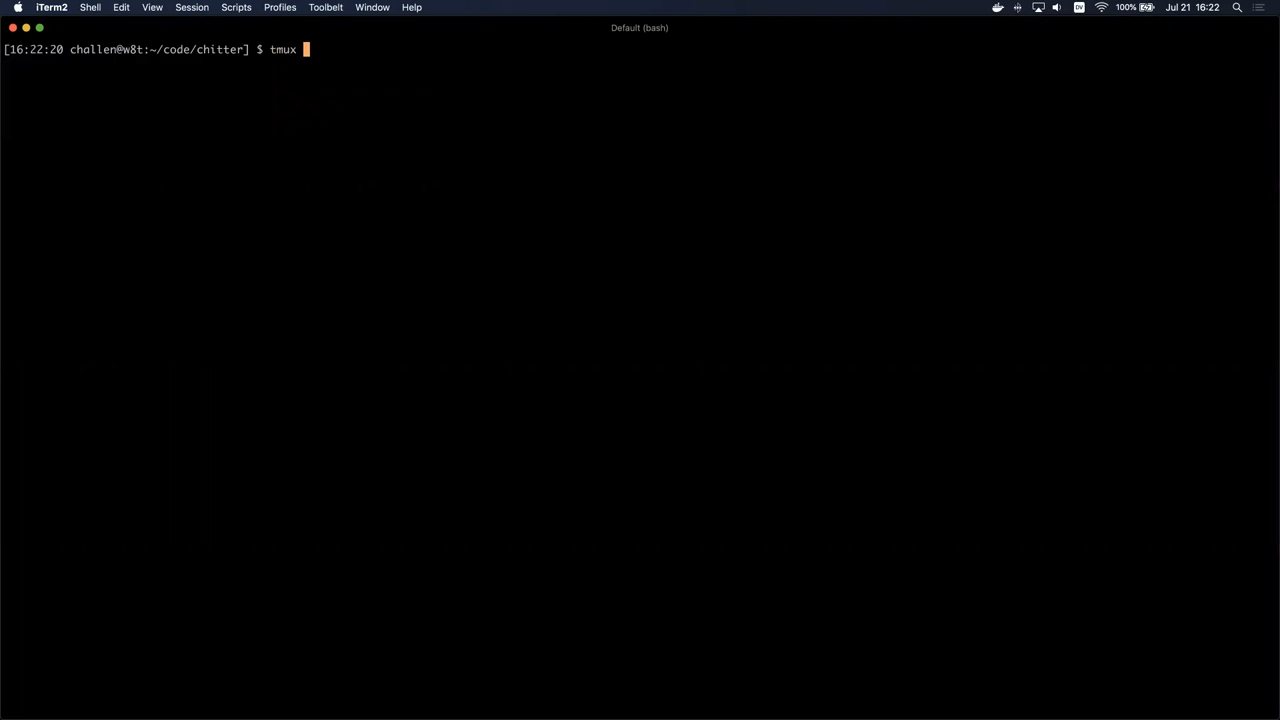 iTerm2 Shell Edit View Session Scripts Profiles Toolbelt Window Help DV 100% Jul 21 16:22
Default (bash)
[16:22:20 challen@w8t:~/code/chitter] $ tmux